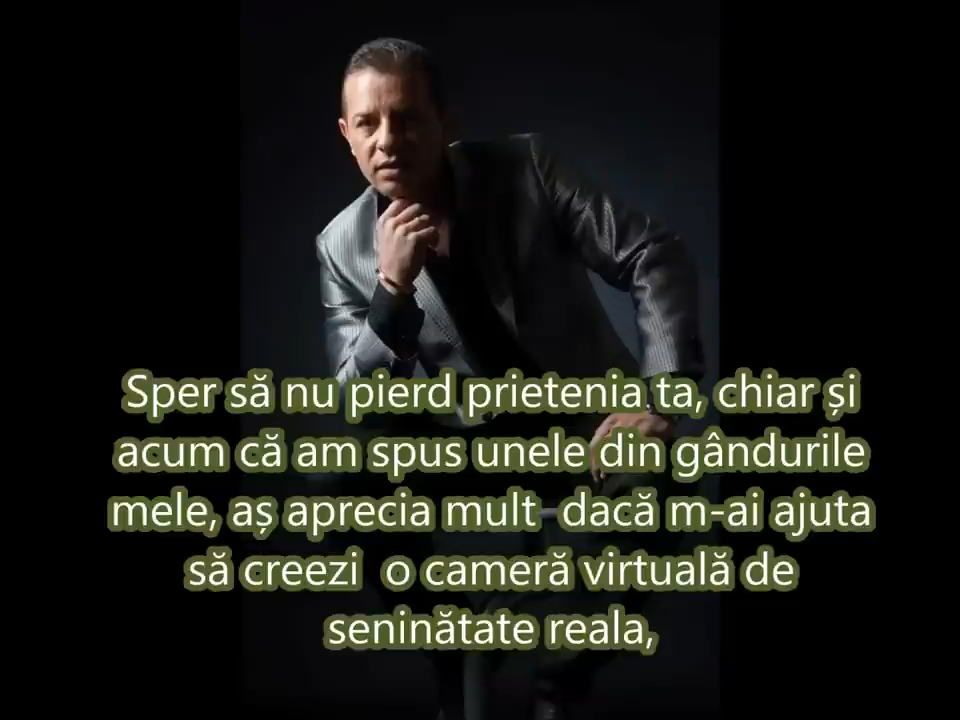 Sper să nu pierd prietenia ta, chiar și
acum că am spus unele din gândurile
mele, aș aprecia mult  dacă m-ai ajuta
să creezi  o cameră virtuală de
seninătate reala,